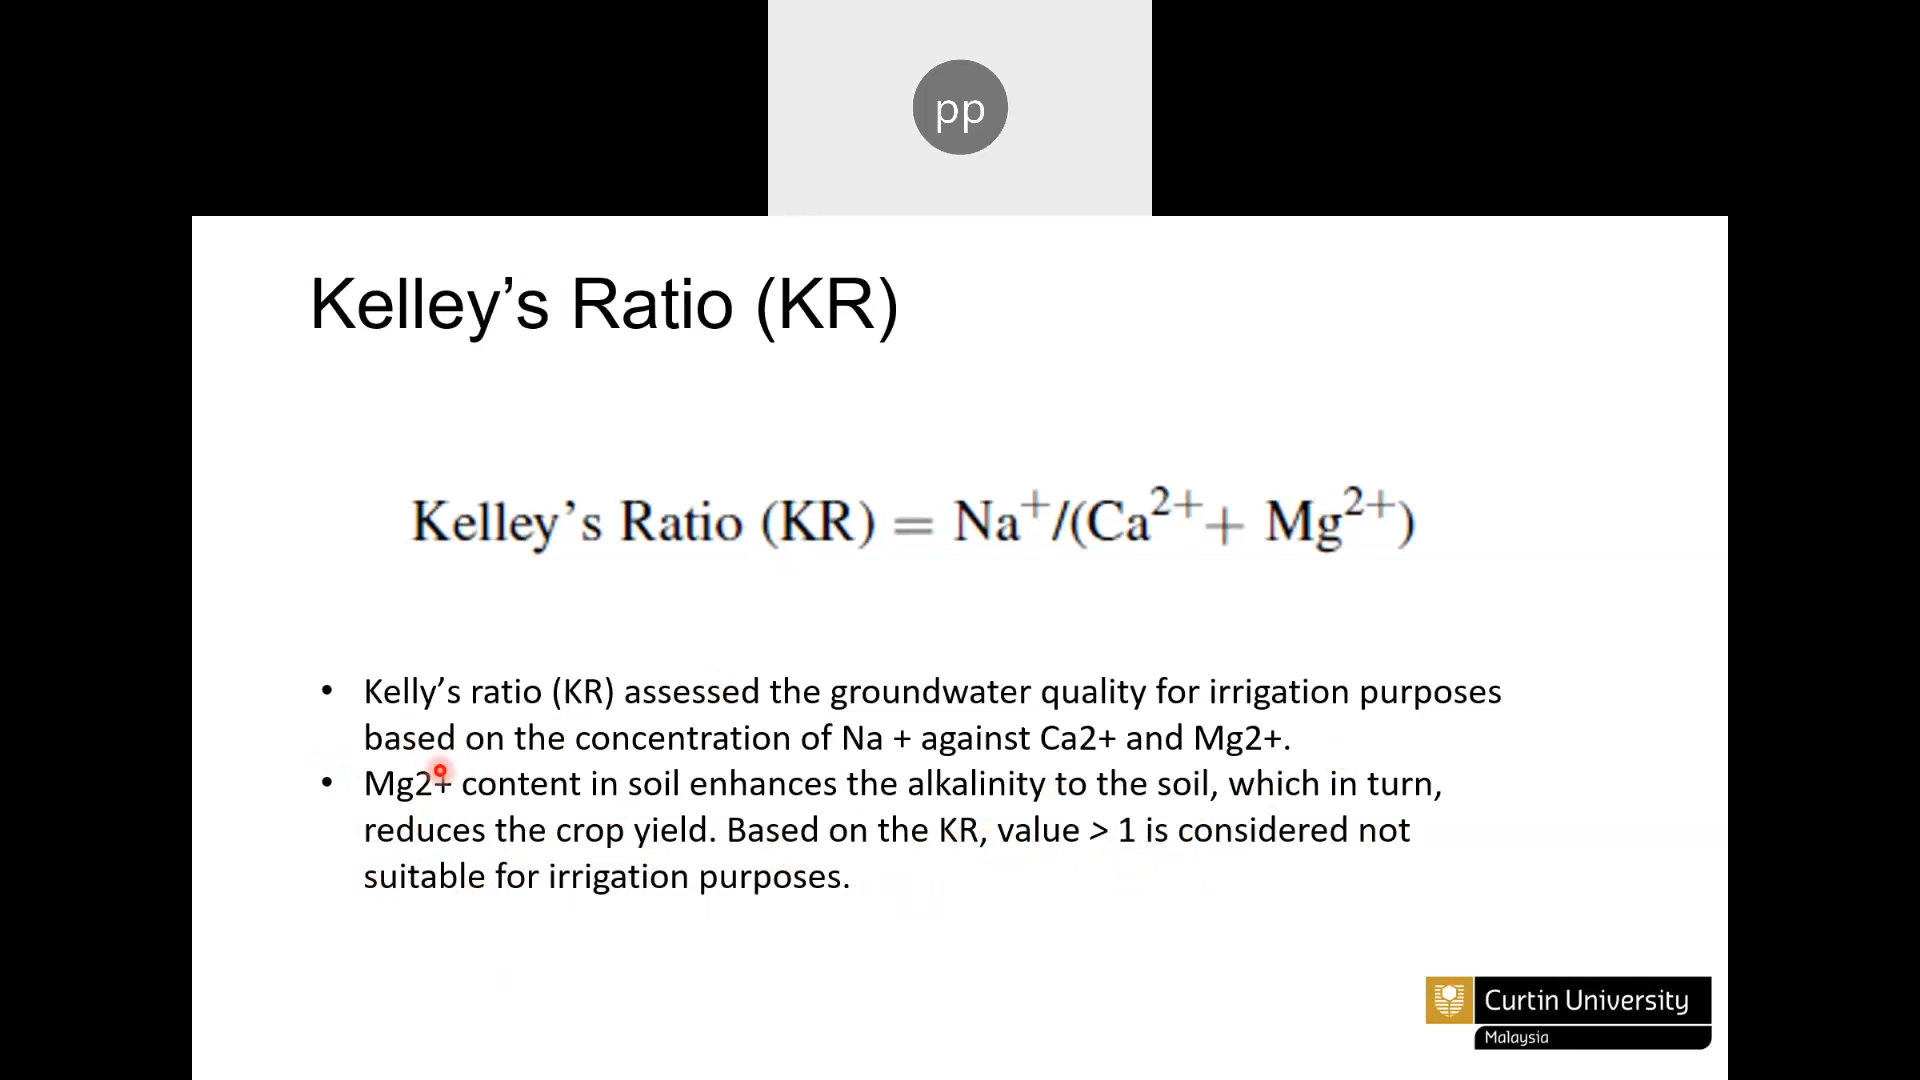 pp
Kelley’s Ratio (KR)
Kelley’s Ratio (KR) = Na⁺/(Ca²⁺+ Mg²⁺)
• Kelly’s ratio (KR) assessed the groundwater quality for irrigation purposes
based on the concentration of Na + against Ca2+ and Mg2+.
• Mg2+ content in soil enhances the alkalinity to the soil, which in turn,
reduces the crop yield. Based on the KR, value > 1 is considered not
suitable for irrigation purposes.
Curtin University
Malaysia